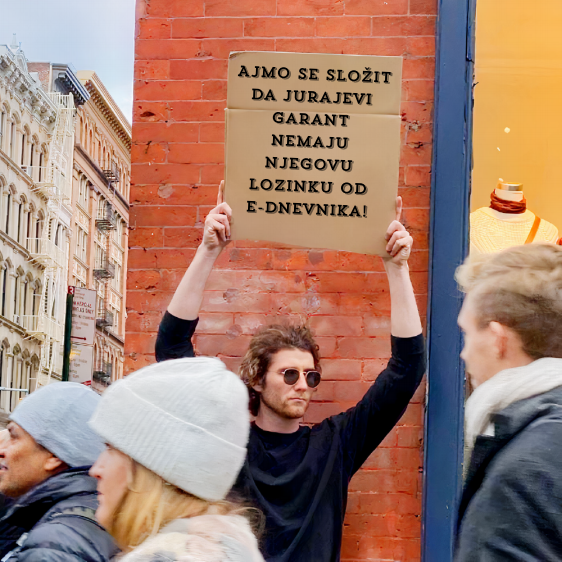 AJMO SE SLOŽIT
DA JURAJEVI
GARANT
NEMAJU
NJEGOVU
LOZINKU OD
E-DNEVNIKA!